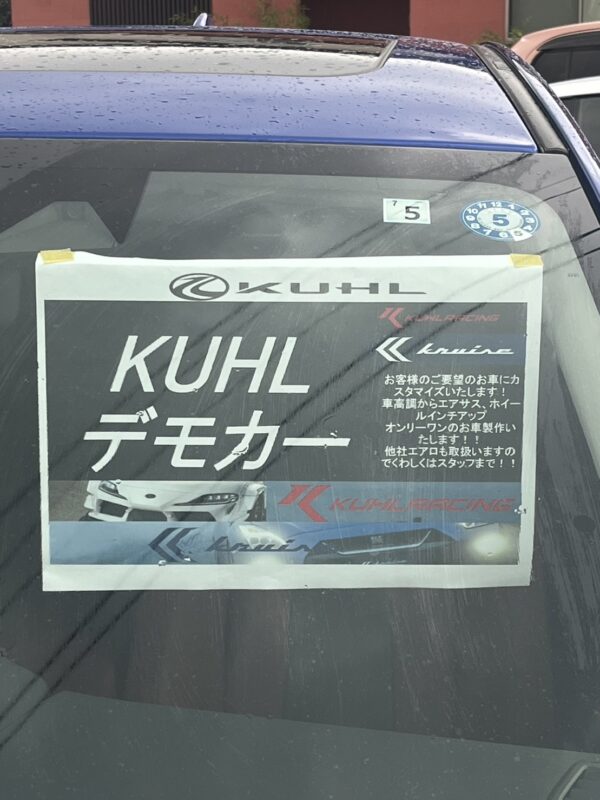 7
5
5
KUHL
KUHLRACING
kruise
KUHL
デモカー
お客様のご要望のお車にカ
スタマイズいたします！
車高調からエアサス、ホイー
ルインチアップ
オンリーワンのお車製作い
たします！！
他社エアロも取扱いますの
でくわしくはスタッフまで！！
KUHLRACING
kruise